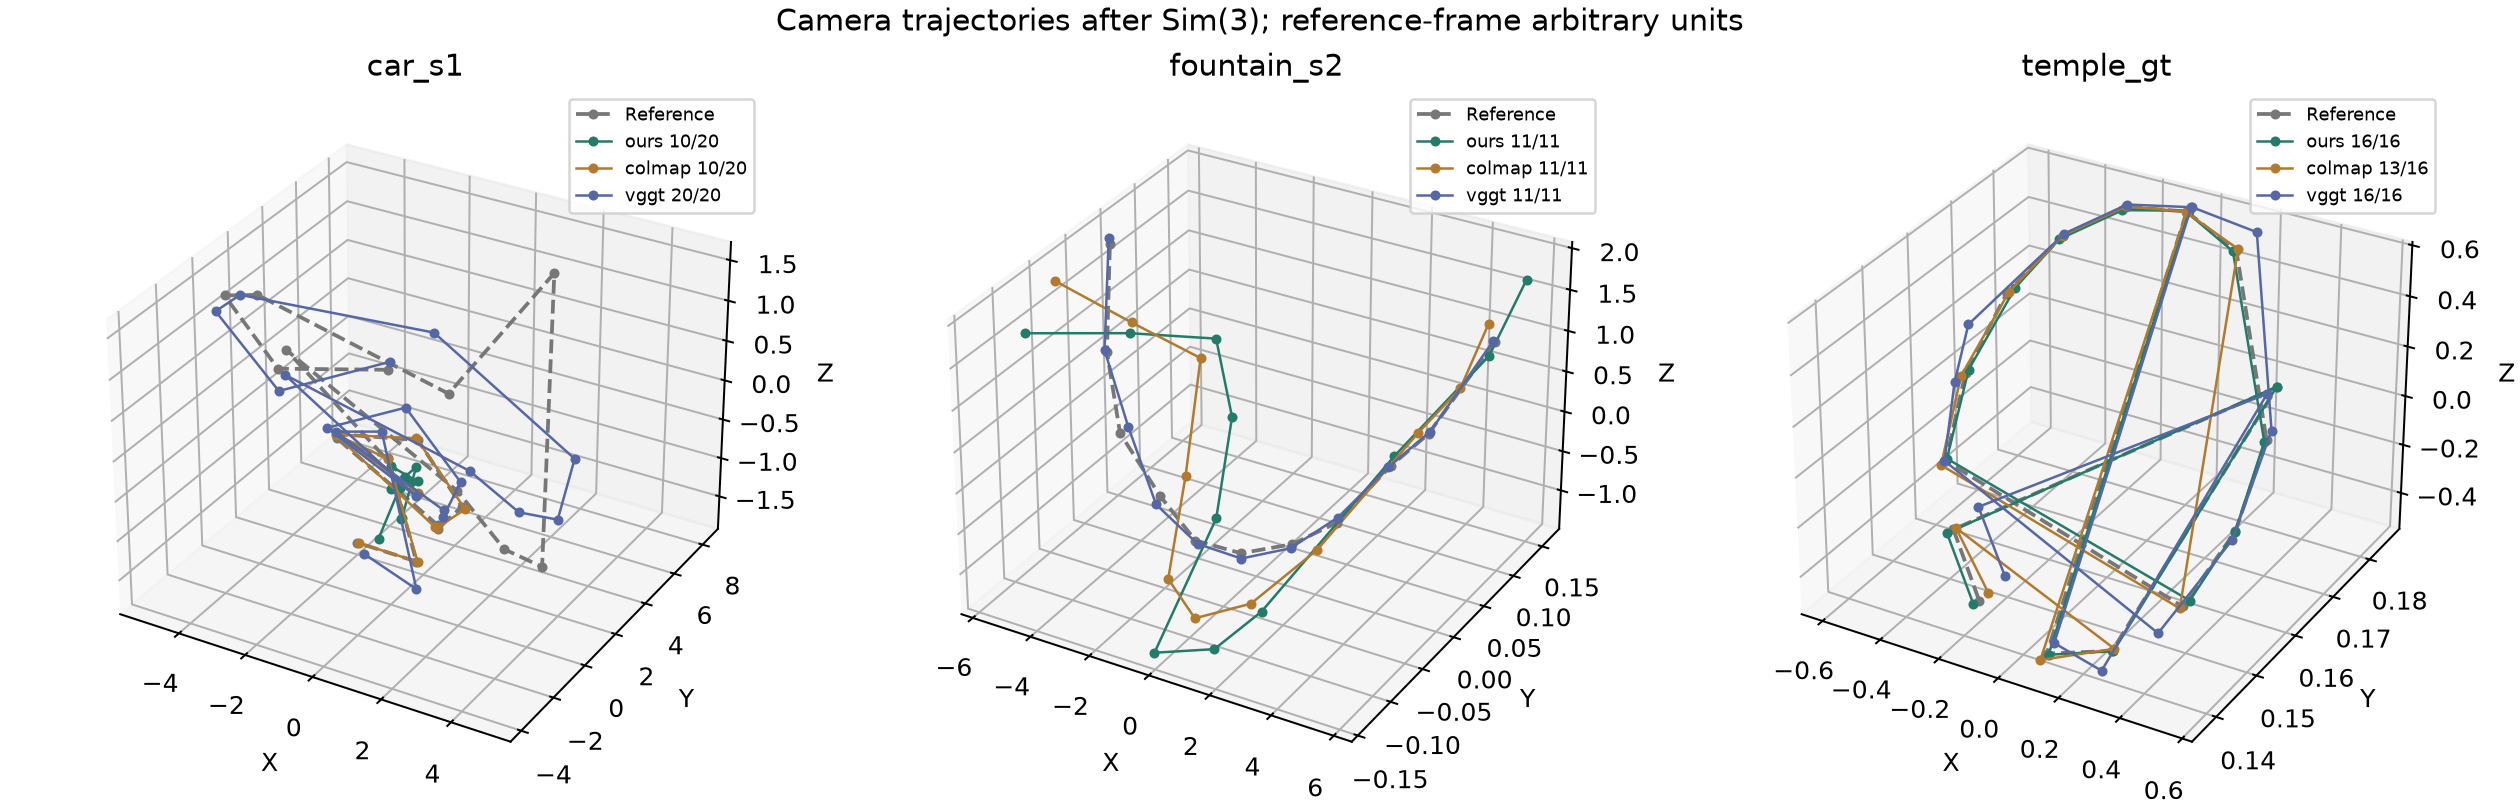 Camera trajectories after Sim(3); reference-frame arbitrary units
car_s1
Reference
ours 10/20
colmap 10/20
vggt 20/20
1.5
1.0
0.5
0.0
−0.5
−1.0
−1.5
Z
8
6
4
2
0
−2
−4
Y
−4
−2
0
2
4
X
fountain_s2
Reference
ours 11/11
colmap 11/11
vggt 11/11
2.0
1.5
1.0
0.5
0.0
−0.5
−1.0
Z
0.15
0.10
0.05
0.00
−0.05
−0.10
−0.15
Y
−6
−4
−2
0
2
4
6
X
temple_gt
Reference
ours 16/16
colmap 13/16
vggt 16/16
0.6
0.4
0.2
0.0
−0.2
−0.4
Z
0.18
0.17
0.16
0.15
0.14
Y
−0.6
−0.4
−0.2
0.0
0.2
0.4
0.6
X